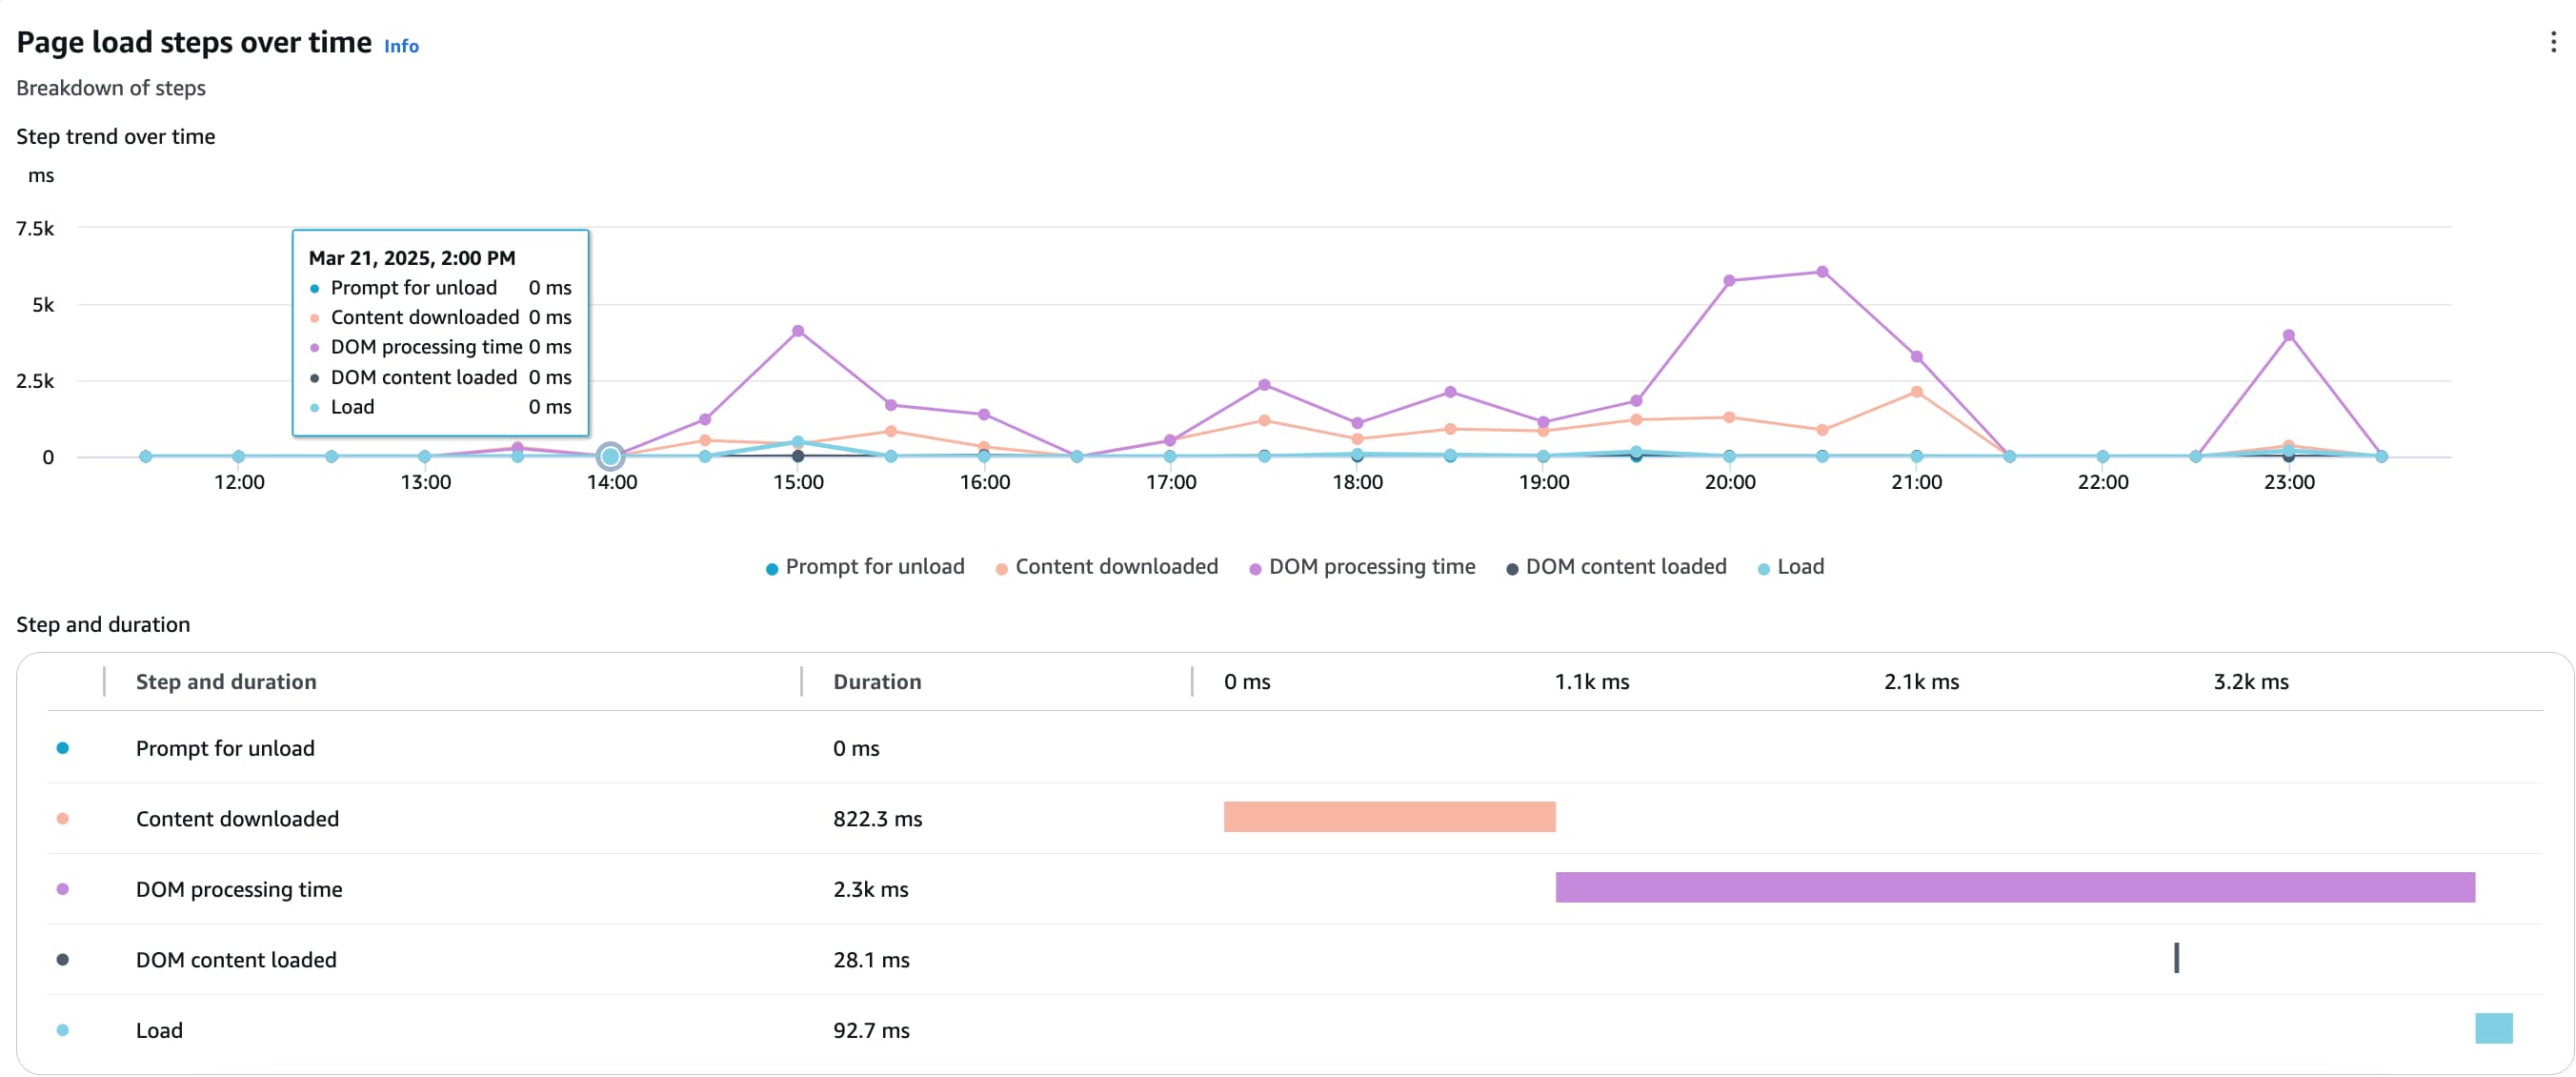 Page load steps over time Info
Breakdown of steps
Step trend over time
ms
7.5k
5k
2.5k
0
Mar 21, 2025, 2:00 PM
Prompt for unload 0 ms
Content downloaded 0 ms
DOM processing time 0 ms
DOM content loaded 0 ms
Load 0 ms
12:00 13:00 14:00 15:00 16:00 17:00 18:00 19:00 20:00 21:00 22:00 23:00
Prompt for unload Content downloaded DOM processing time DOM content loaded Load
Step and duration
Step and duration Duration 0 ms 1.1k ms 2.1k ms 3.2k ms
Prompt for unload 0 ms
Content downloaded 822.3 ms
DOM processing time 2.3k ms
DOM content loaded 28.1 ms
Load 92.7 ms